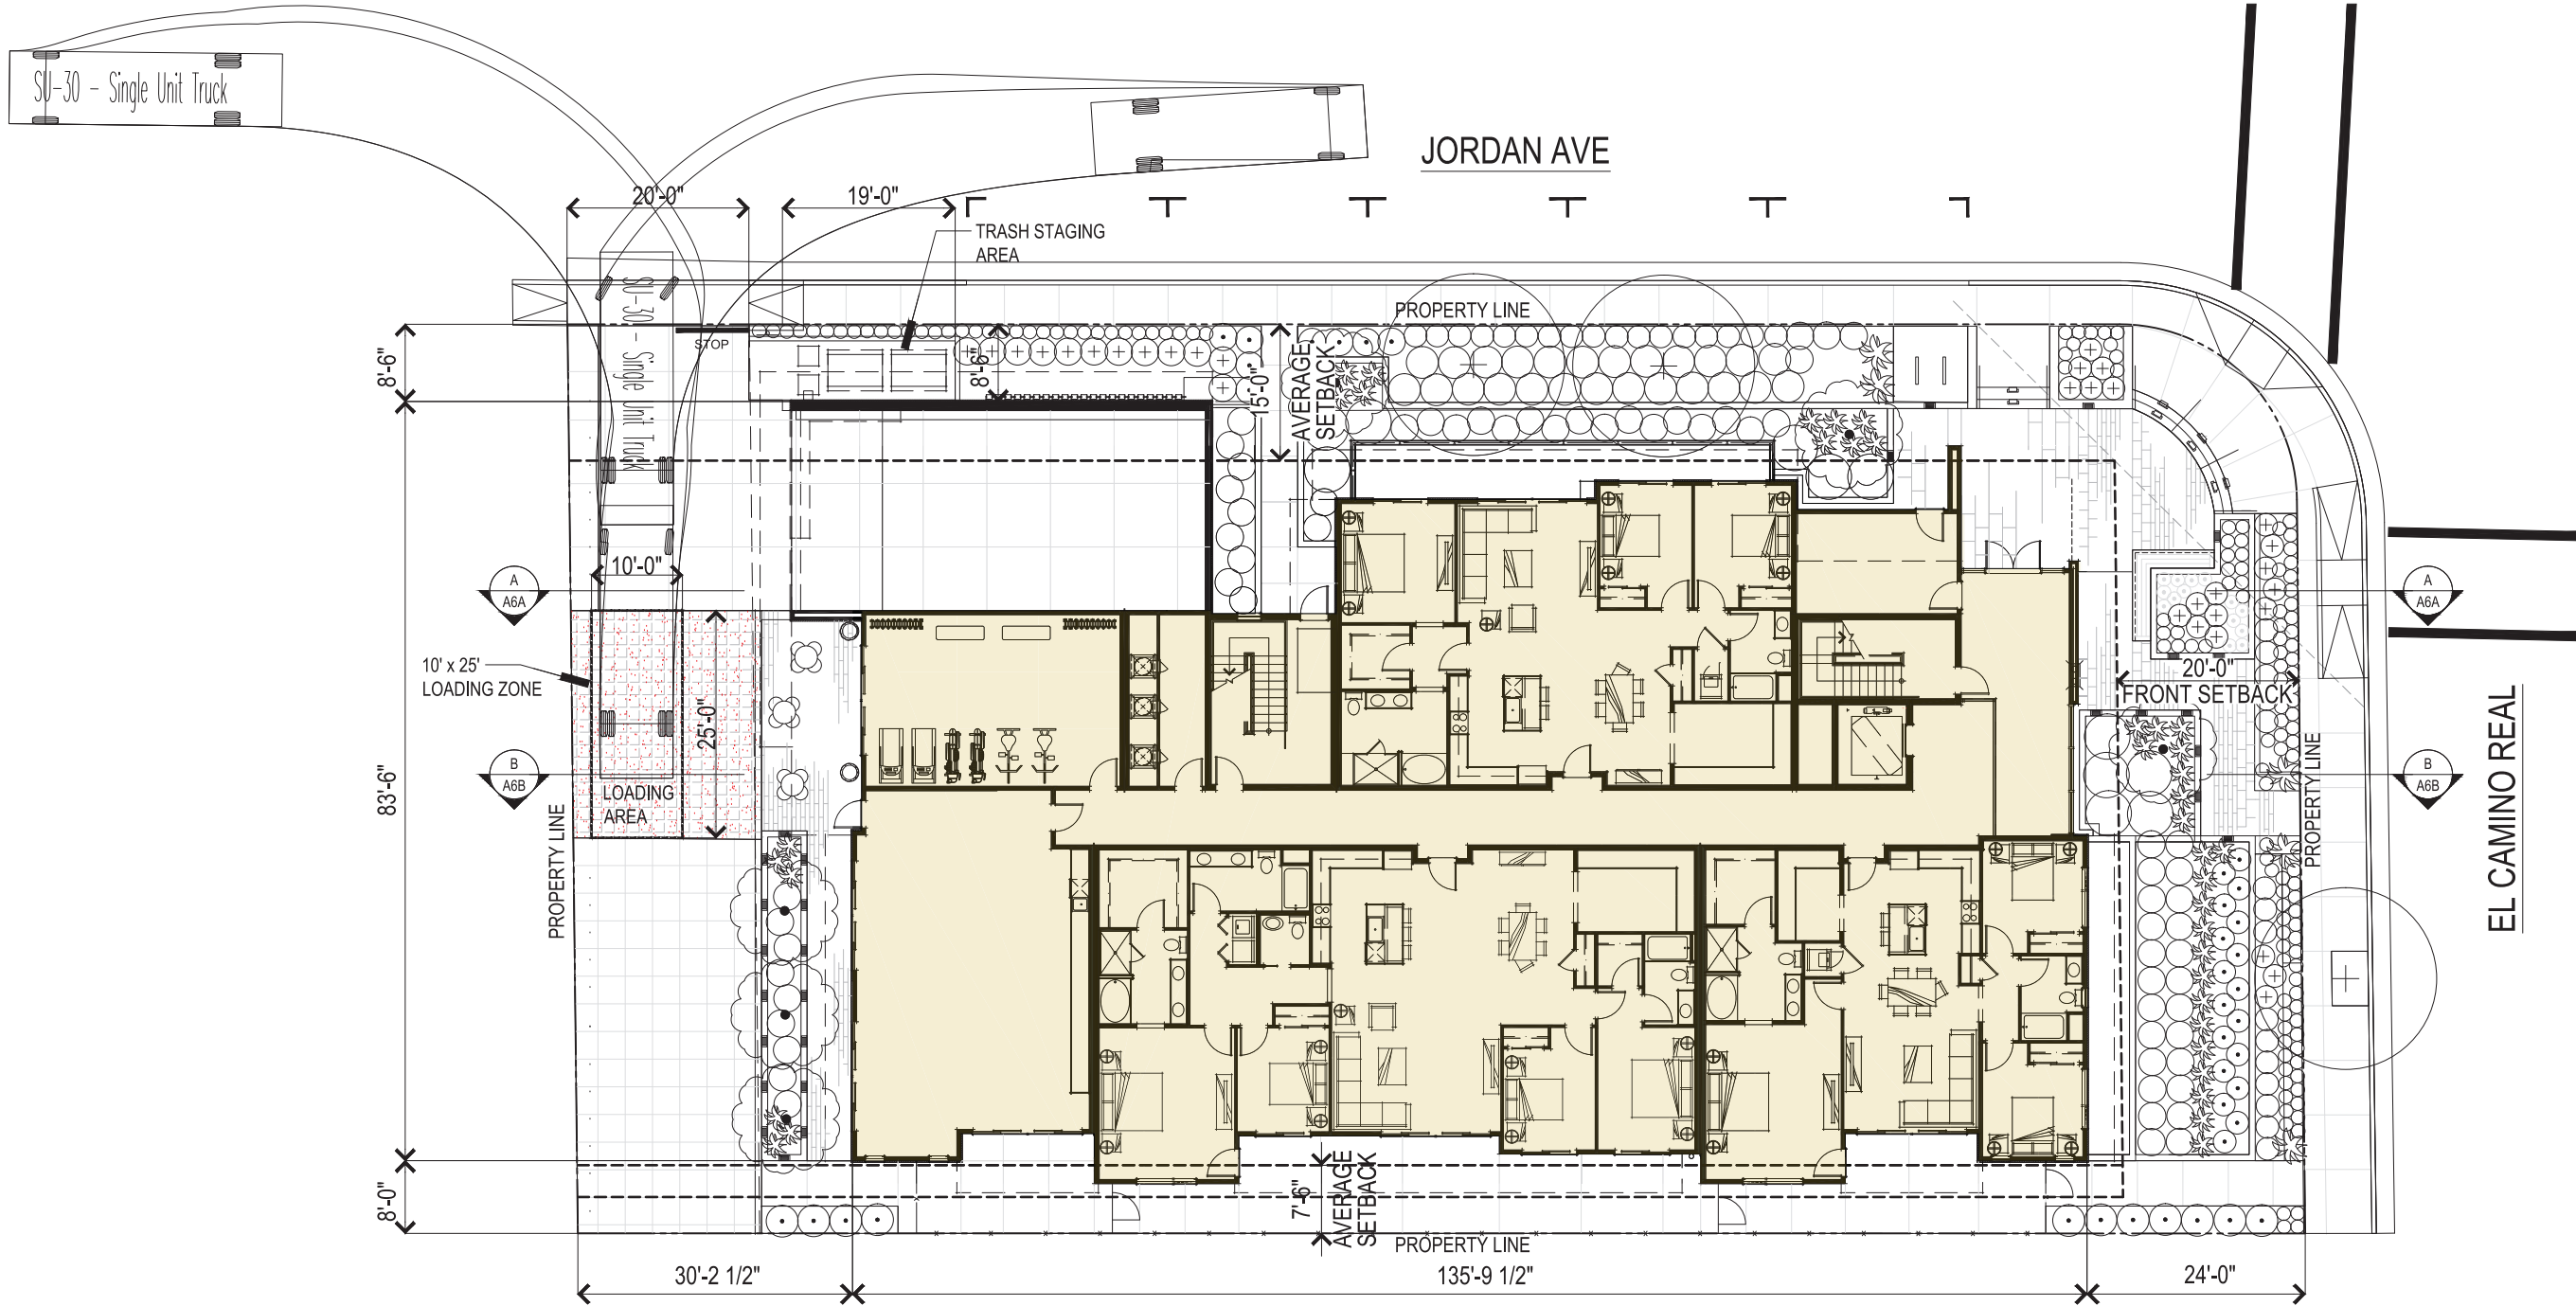 SU-30 - Single Unit Truck
JORDAN AVE
20'-0"
19'-0"
TRASH STAGING
AREA
SU-30 - Single Unit Truck
STOP
PROPERTY LINE
8'-6"
8'-6"
15'-0"
AVERAGE
SETBACK
10'-0"
A
A6A
A
A6A
10' x 25'
LOADING ZONE
25'-0"
20'-0"
FRONT SETBACK
B
A6B
B
A6B
LOADING
AREA
83'-6"
PROPERTY LINE
PROPERTY LINE
EL CAMINO REAL
8'-0"
7'-6"
AVERAGE
SETBACK
PROPERTY LINE
30'-2 1/2"
135'-9 1/2"
24'-0"